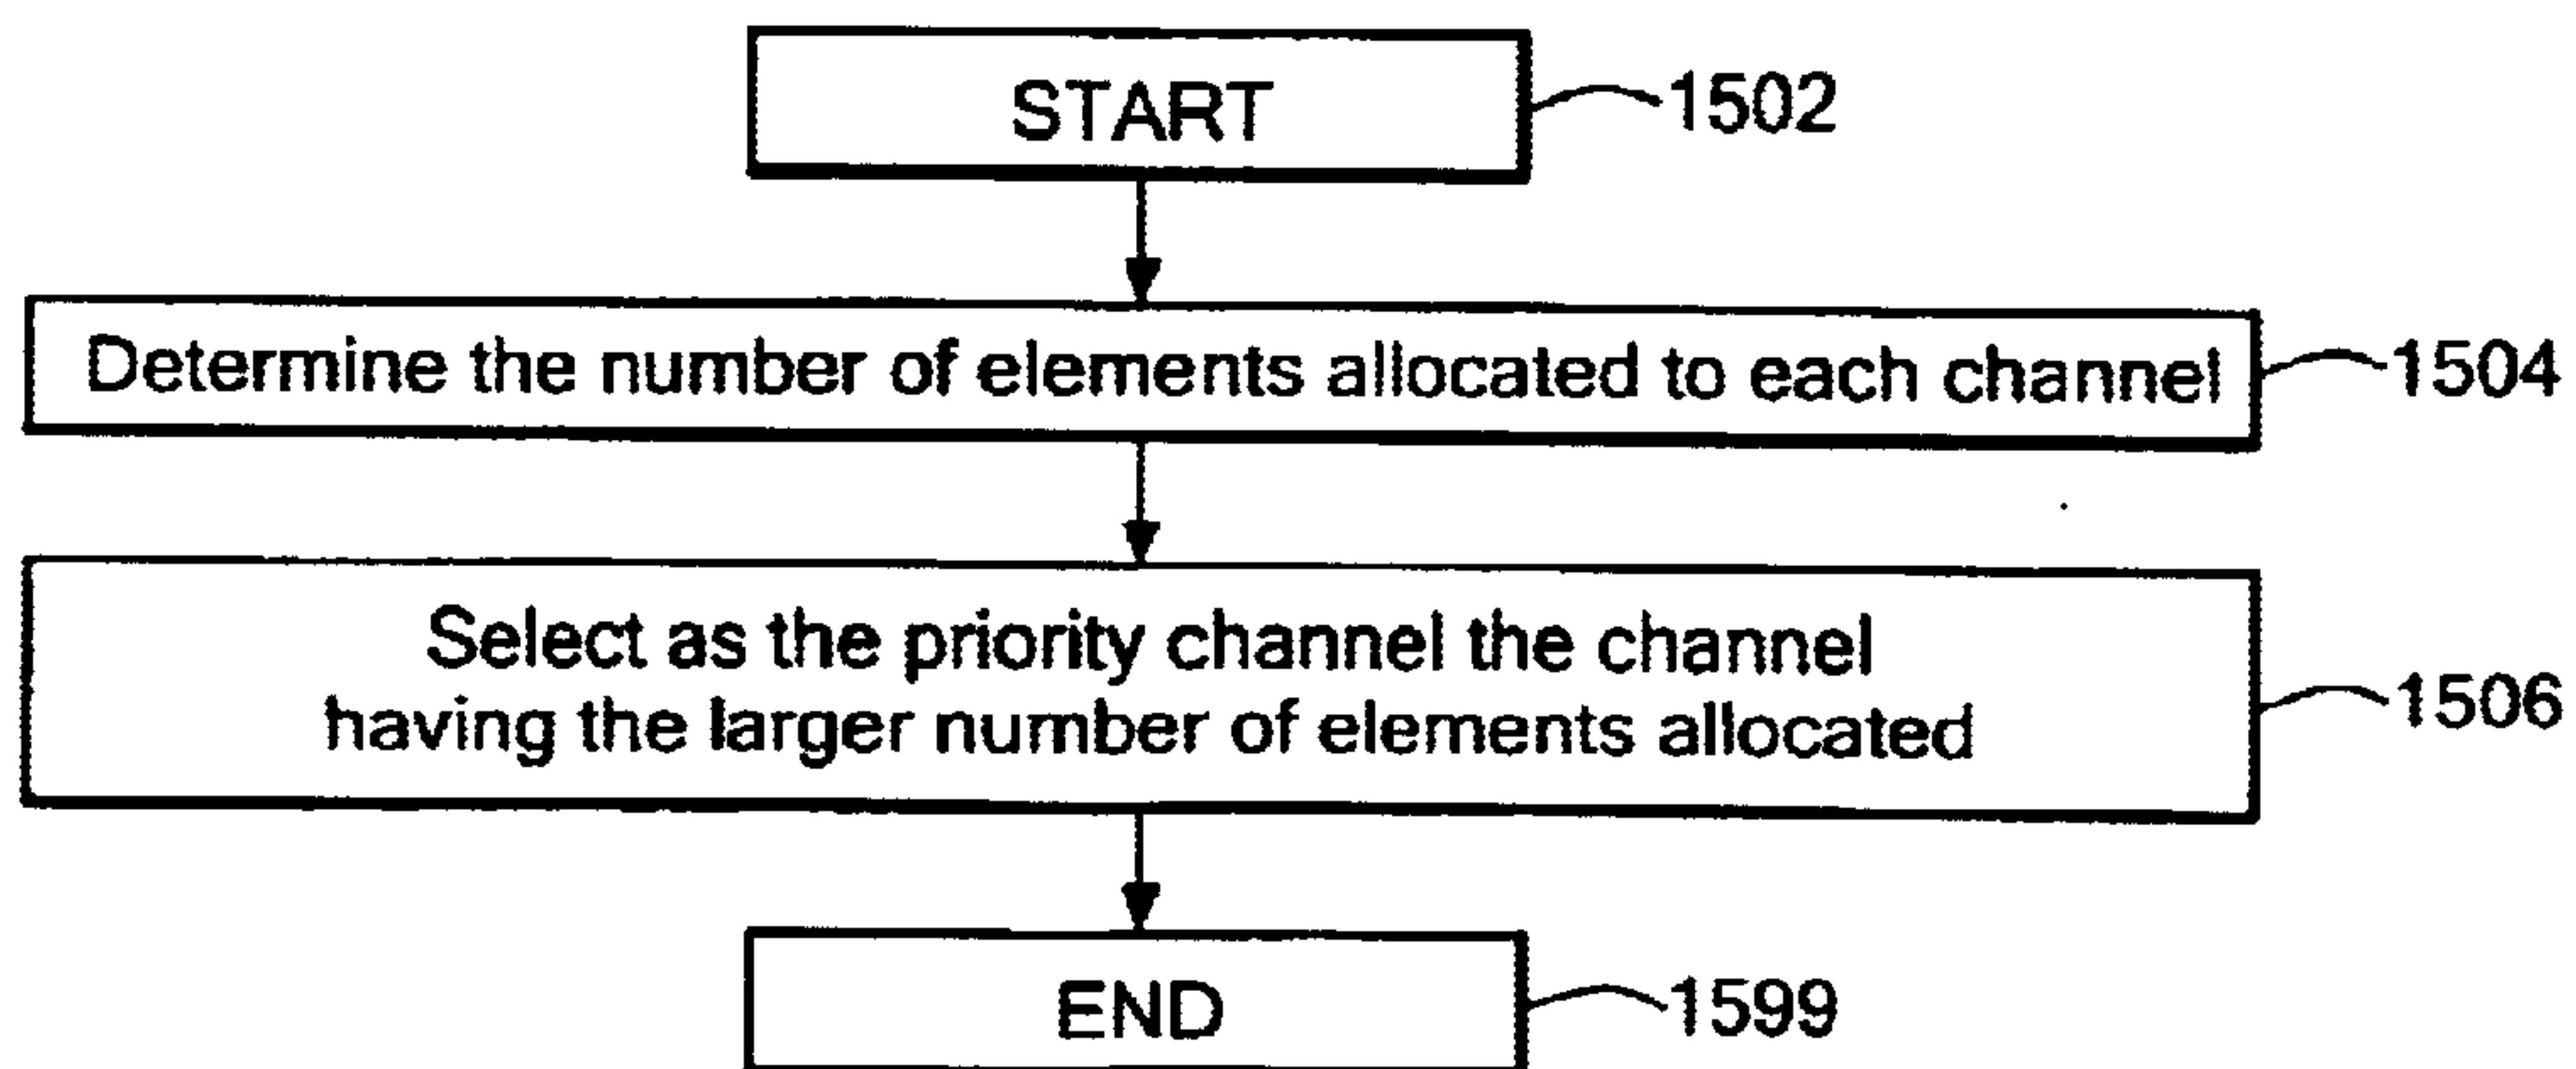 START
1502
Determine the number of elements allocated to each channel
1504
Select as the priority channel the channel
having the larger number of elements allocated
1506
END
1599